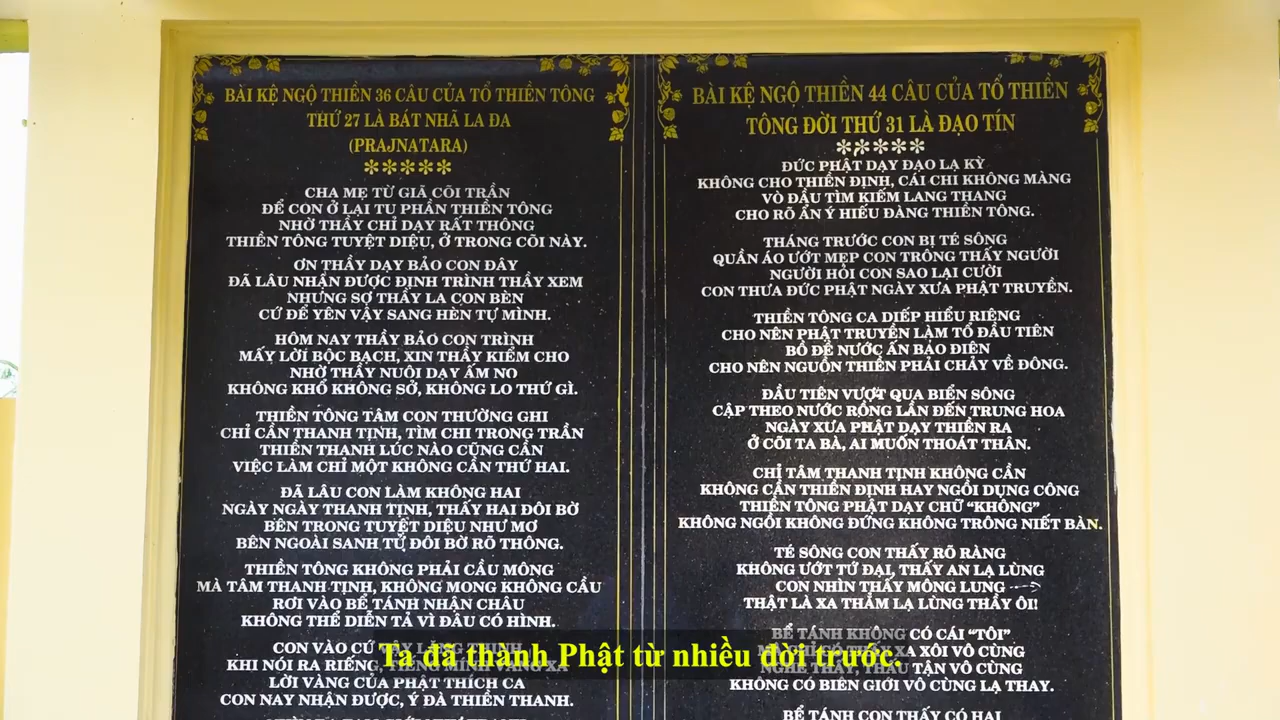 BÀI KỆ NGỘ THIỀN 36 CÂU CỦA TỔ THIỀN TÔNG
THỨ 27 LÀ BÁT NHÃ LA ĐA
(PRAJNATARA)
CHA MẸ TỪ GIÃ CÕI TRẦN
ĐỂ CON Ở LẠI TU PHẦN THIỀN TÔNG
NHỜ THẦY CHỈ DẠY RẤT THÔNG
THIỀN TÔNG TUYỆT DIỆU, Ở TRONG CÕI NÀY.
ƠN THẦY DẠY BẢO CON ĐÂY
ĐÃ LÂU NHẬN ĐƯỢC ĐỊNH TRÌNH THẦY XEM
NHƯNG SỢ THẦY LA CON BÈN
CỨ ĐỂ YÊN VẬY SANG HÈN TỰ MÌNH.
HÔM NAY THẦY BẢO CON TRÌNH
MẤY LỜI BỘC BẠCH, XIN THẦY KIỂM CHO
NHỜ THẦY NUÔI DẠY ẤM NO
KHÔNG KHỔ KHÔNG SỞ, KHÔNG LO THỨ GÌ.
THIỀN TÔNG TÂM CON THƯỜNG GHI
CHỈ CẦN THANH TỊNH, TÌM CHI TRONG TRẦN
THIỀN THANH LÚC NÀO CŨNG CẦN
VIỆC LÀM CHỈ MỘT KHÔNG CẦN THỨ HAI.
ĐÃ LÂU CON LÀM KHÔNG HAI
NGÀY NGÀY THANH TỊNH, THẤY HAI ĐÔI BỜ
BÊN TRONG TUYỆT DIỆU NHƯ MƠ
BÊN NGOÀI SANH TỬ ĐÔI BỜ RÕ THÔNG.
THIỀN TÔNG KHÔNG PHẢI CẦU MÔNG
MÀ TÂM THANH TỊNH, KHÔNG MONG KHÔNG CẦU
RƠI VÀO BỂ TÁNH NHẬN CHÂU
KHÔNG THỂ DIỄN TẢ VÌ ĐÂU CÓ HÌNH.
CON VÀO CỨ TÂY LẶNG THINH
KHI NÓI RA RIẾNG, TIẾNG MÌNH VANG XA
LỜI VÀNG CỦA PHẬT THÍCH CA
CON NAY NHẬN ĐƯỢC, Ý ĐÀ THIỀN THANH.
BÀI KỆ NGỘ THIỀN 44 CÂU CỦA TỔ THIỀN
TÔNG ĐỜI THỨ 31 LÀ ĐẠO TÍN
ĐỨC PHẬT DẠY ĐẠO LẠ KỲ
KHÔNG CHO THIỀN ĐỊNH, CÁI CHI KHÔNG MÀNG
VÒ ĐẦU TÌM KIẾM LANG THANG
CHO RÕ ẨN Ý HIỂU ĐÀNG THIỀN TÔNG.
THÁNG TRƯỚC CON BỊ TÉ SÔNG
QUẦN ÁO ƯỚT MẸP CON TRÔNG THẤY NGƯỜI
NGƯỜI HỎI CON SAO LẠI CƯỜI
CON THƯA ĐỨC PHẬT NGÀY XƯA PHẬT TRUYỀN.
THIỀN TÔNG CA DIẾP HIỂU RIÊNG
CHO NÊN PHẬT TRUYỀN LÀM TỔ ĐẦU TIÊN
BỒ ĐỀ NƯỚC ẤN BẢO ĐIÊN
CHO NÊN NGUỒN THIỀN PHẢI CHẢY VỀ ĐÔNG.
ĐẦU TIÊN VƯỢT QUA BIỂN SÔNG
CẬP THEO NƯỚC RỒNG LẦN ĐẾN TRUNG HOA
NGÀY XƯA PHẬT DẠY THIỀN RA
Ở CÕI TA BÀ, AI MUỐN THOÁT THÂN.
CHỈ TÂM THANH TỊNH KHÔNG CẦN
KHÔNG CẦN THIỀN ĐỊNH HAY NGỒI DỤNG CÔNG
THIỀN TÔNG PHẬT DẠY CHỮ "KHÔNG"
KHÔNG NGỒI KHÔNG ĐỨNG KHÔNG TRÔNG NIẾT BÀN.
TÉ SÔNG CON THẤY RÕ RÀNG
KHÔNG ƯỚT TỨ ĐẠI, THẤY AN LẠ LÙNG
CON NHÌN THẤY MÔNG LUNG
THẬT LÀ XA THẲM LẠ LÙNG THẦY ÔI!
BỂ TÁNH KHÔNG CÓ CÁI "TÔI"
XA XÔI VÔ CÙNG
NGHE THẤY, THẤU TẬN VÔ CÙNG
KHÔNG CÓ BIÊN GIỚI VÔ CÙNG LẠ THAY.
BỂ TÁNH CON THẤY CÓ HAI
Ta đã thành Phật từ nhiều đời trước.